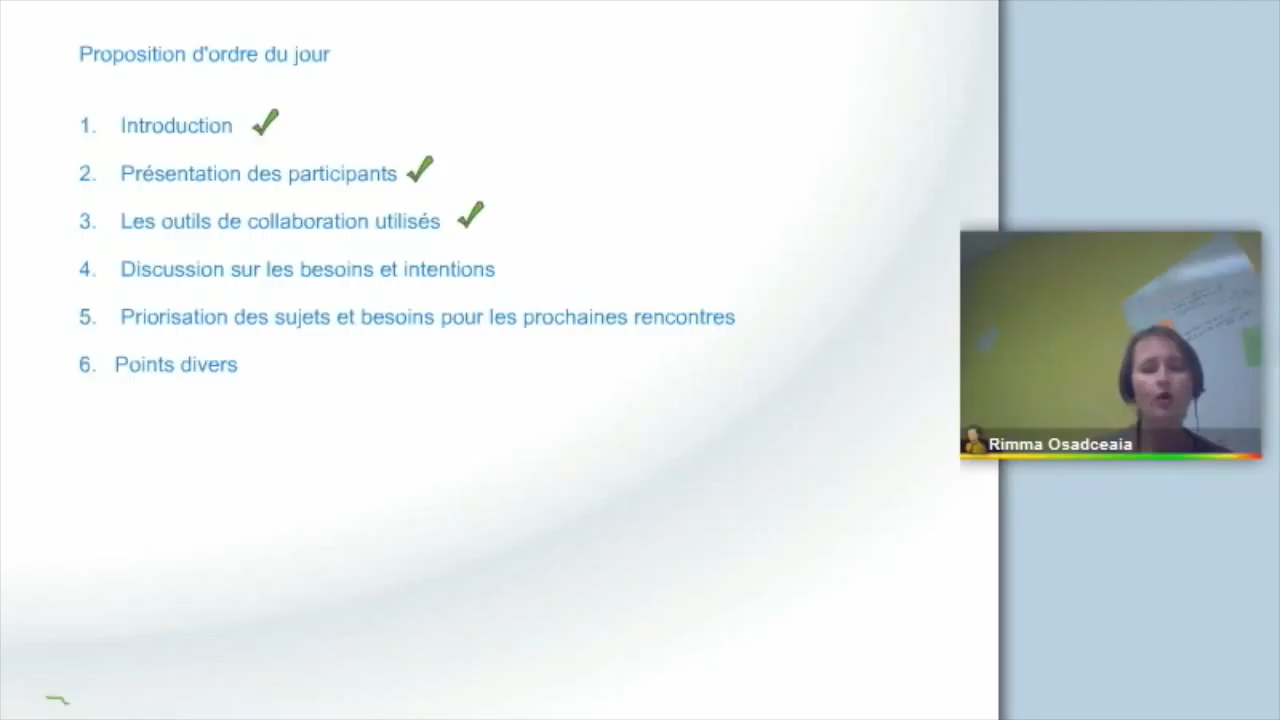 Proposition d'ordre du jour
1. Introduction
2. Présentation des participants
3. Les outils de collaboration utilisés
4. Discussion sur les besoins et intentions
5. Priorisation des sujets et besoins pour les prochaines rencontres
6. Points divers
Rimma Osadceaia